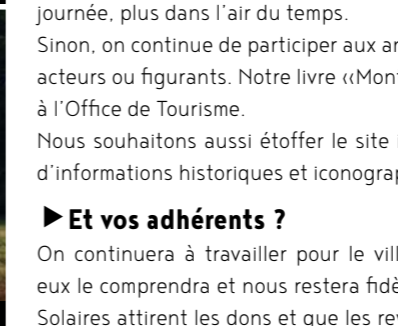 journée, plus dans l'air du temps.
Sinon, on continue de participer aux
acteurs ou figurants. Notre livre ‹‹Mont
à l'Office de Tourisme.
Nous souhaitons aussi étoffer le site
d'informations historiques et iconograp
►Et vos adhérents ?
On continuera à travailler pour le vill
eux le comprendra et nous restera fidè
Solaires attirent les dons et que les re